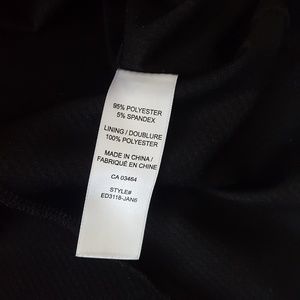 95% POLYESTER
5% SPANDEX
LINING / DOUBLURE
100% POLYESTER
MADE IN CHINA /
FABRIQUÉ EN CHINE
CA 03464
STYLE#
ED3118-JAN6